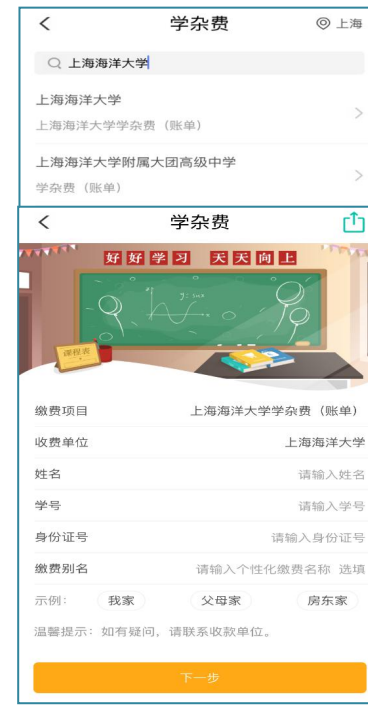 学杂费
上海
上海海洋大学
上海海洋大学
上海海洋大学学杂费（账单）
上海海洋大学附属大团高级中学
学杂费（账单）
学杂费
好好学习 天天向上
课程表
缴费项目 上海海洋大学学杂费（账单）
收费单位 上海海洋大学
姓名 请输入姓名
学号 请输入学号
身份证号 请输入身份证号
缴费别名 请输入个性化缴费名称 选填
示例： 我家 父母家 房东家
温馨提示：如有疑问，请联系收款单位。
下一步